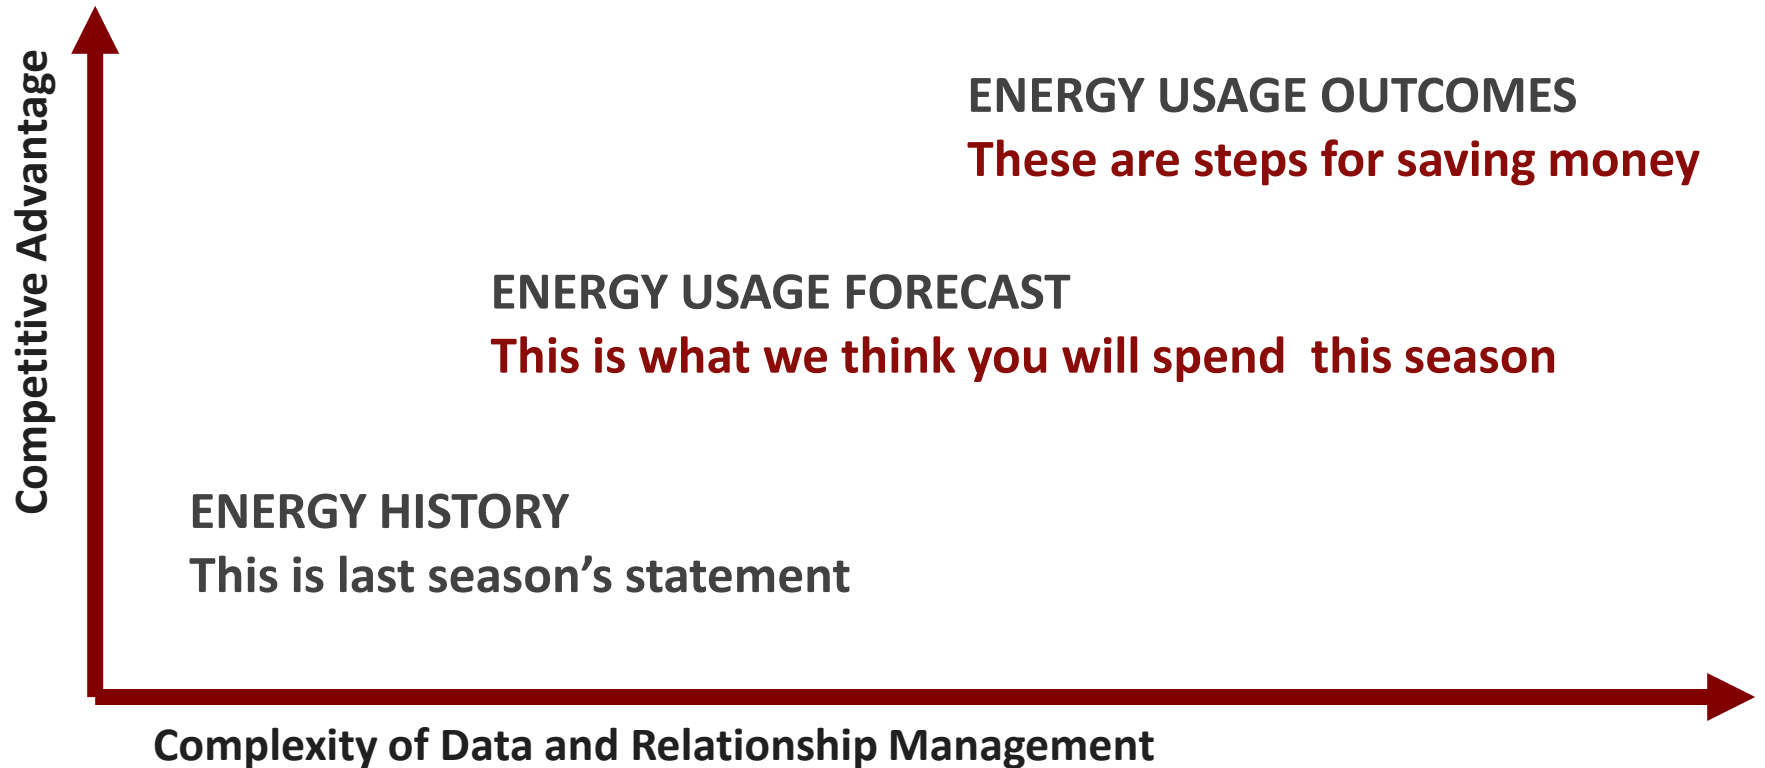 Competitive Advantage
ENERGY USAGE OUTCOMES
These are steps for saving money
ENERGY USAGE FORECAST
This is what we think you will spend  this season
ENERGY HISTORY
This is last season’s statement
Complexity of Data and Relationship Management